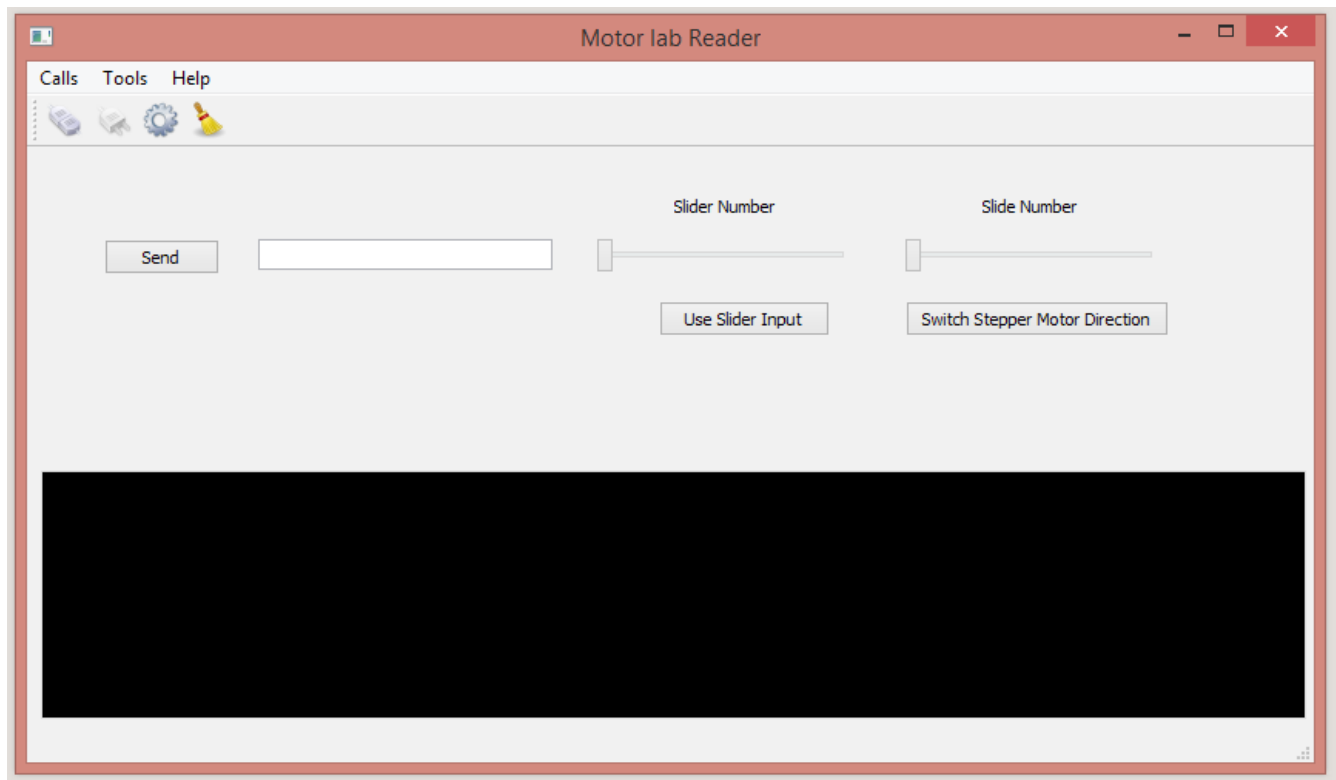 Motor lab Reader
Calls Tools Help
Slider Number
Slide Number
Send
Use Slider Input
Switch Stepper Motor Direction